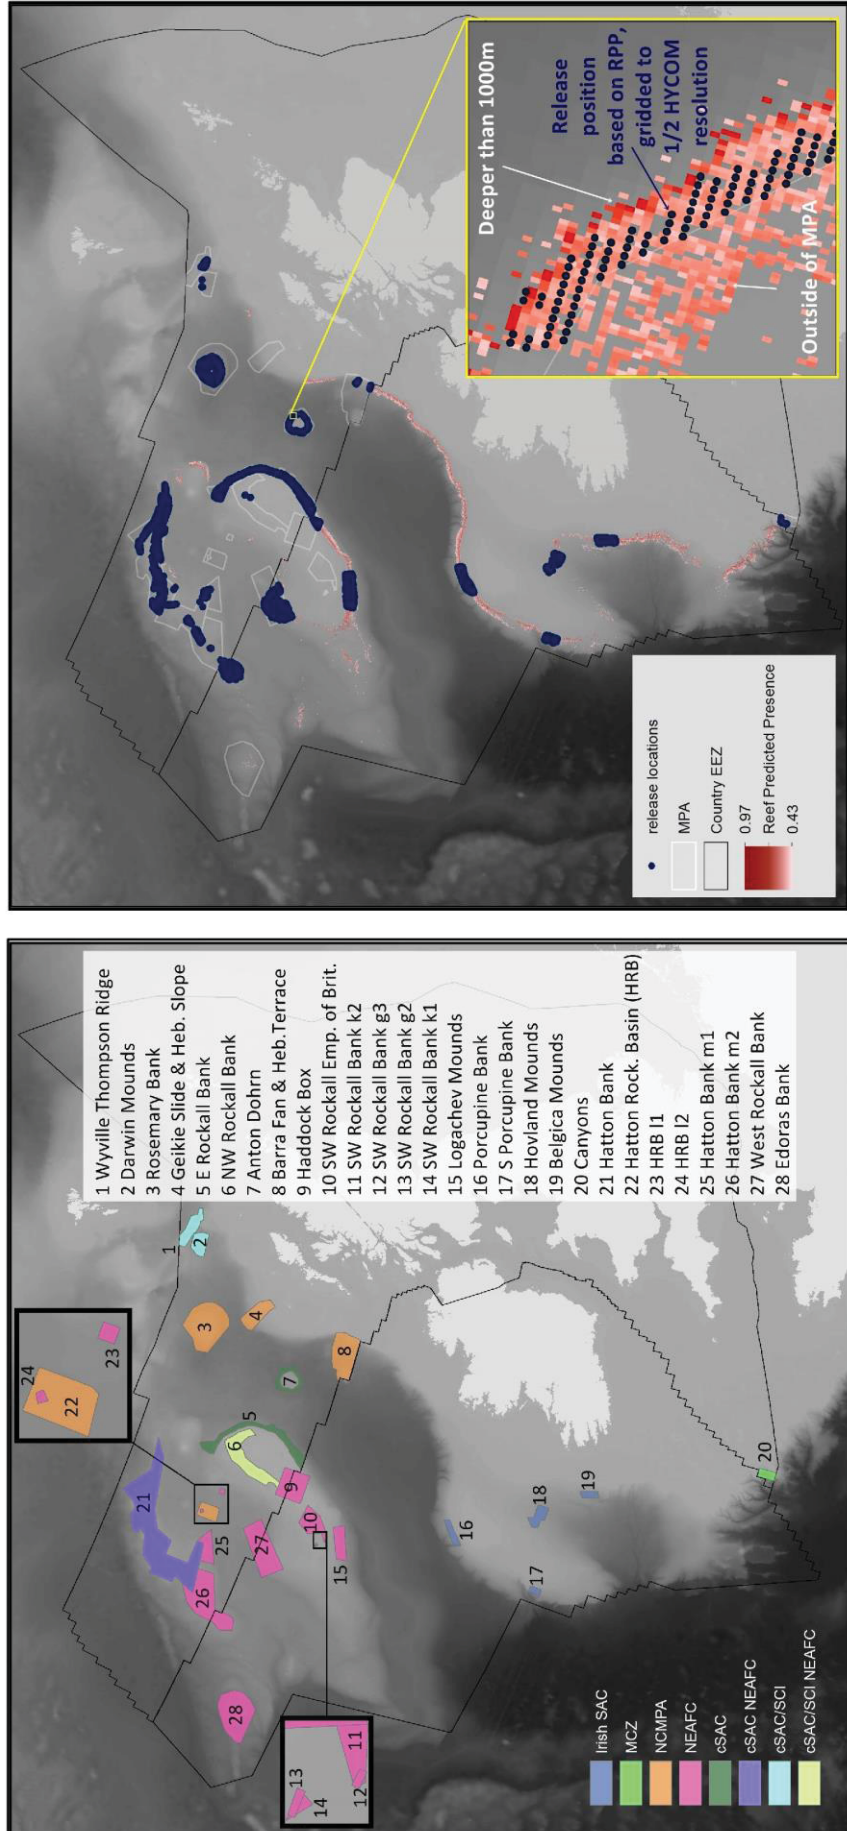 1 Wyville Thompson Ridge
2 Darwin Mounds
3 Rosemary Bank
4 Geikie Slide & Heb. Slope
5 E Rockall Bank
6 NW Rockall Bank
7 Anton Dohrn
8 Barra Fan & Heb.Terrace
9 Haddock Box
10 SW Rockall Emp. of Brit.
11 SW Rockall Bank k2
12 SW Rockall Bank g3
13 SW Rockall Bank g2
14 SW Rockall Bank k1
15 Logachev Mounds
16 Porcupine Bank
17 S Porcupine Bank
18 Hovland Mounds
19 Belgica Mounds
20 Canyons
21 Hatton Bank
22 Hatton Rock. Basin (HRB)
23 HRB l1
24 HRB l2
25 Hatton Bank m1
26 Hatton Bank m2
27 West Rockall Bank
28 Edoras Bank
24
22
23
1
2
21
3
4
6
5
7
25
26
27
9
8
10
28
15
13
14
11
12
16
17
18
19
20
Irish SAC
MCZ
NCMPA
NEAFC
cSAC
cSAC NEAFC
cSAC/SCI
cSAC/SCI NEAFC
Deeper than 1000m
Release
position
based on RPP,
gridded to
1/2 HYCOM
resolution
Outside of MPA
release locations
MPA
Country EEZ
0.97
Reef Predicted Presence
0.43